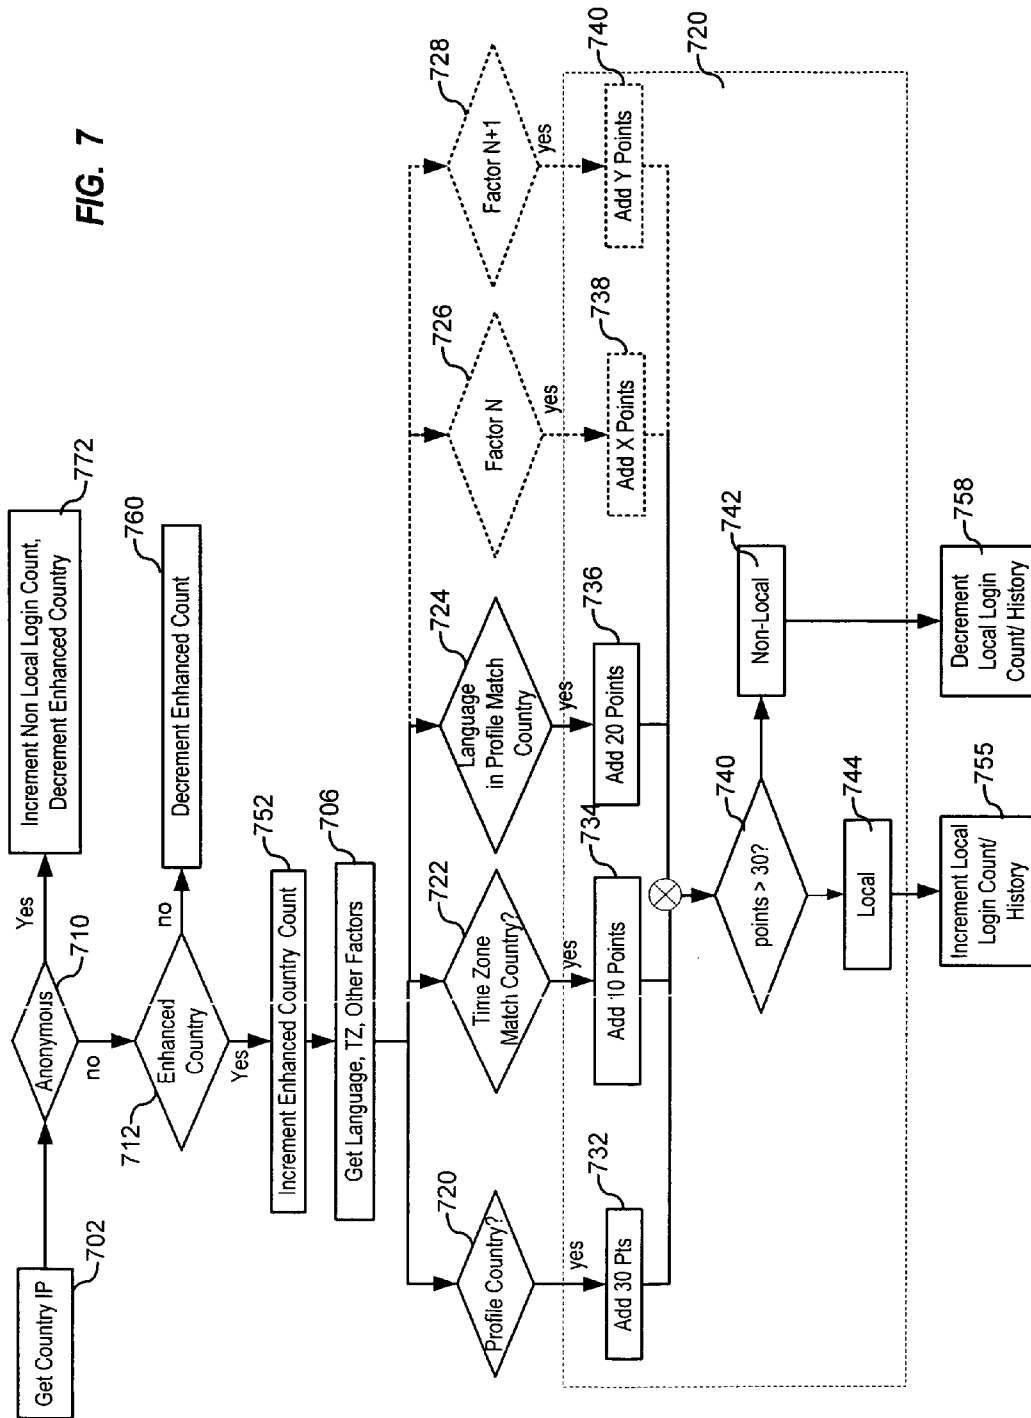 FIG. 7
Get Country IP
702
Anonymous
710
Yes
no
Increment Non Local Login Count,
Decrement Enhanced Country
772
Enhanced
Country
712
no
Yes
Decrement Enhanced Count
760
Increment Enhanced Country Count
752
Get Language, TZ, Other Factors
706
Profile Country?
720
yes
Time Zone
Match Country?
722
yes
Language
in Profile Match
Country
724
yes
Factor N
726
yes
Factor N+1
728
yes
Add 30 Pts
732
Add 10 Points
734
Add 20 Points
736
Add X Points
738
Add Y Points
740
720
points > 30?
740
Non-Local
742
Local
744
Increment Local
Login Count/
History
755
Decrement
Local Login
Count/ History
758